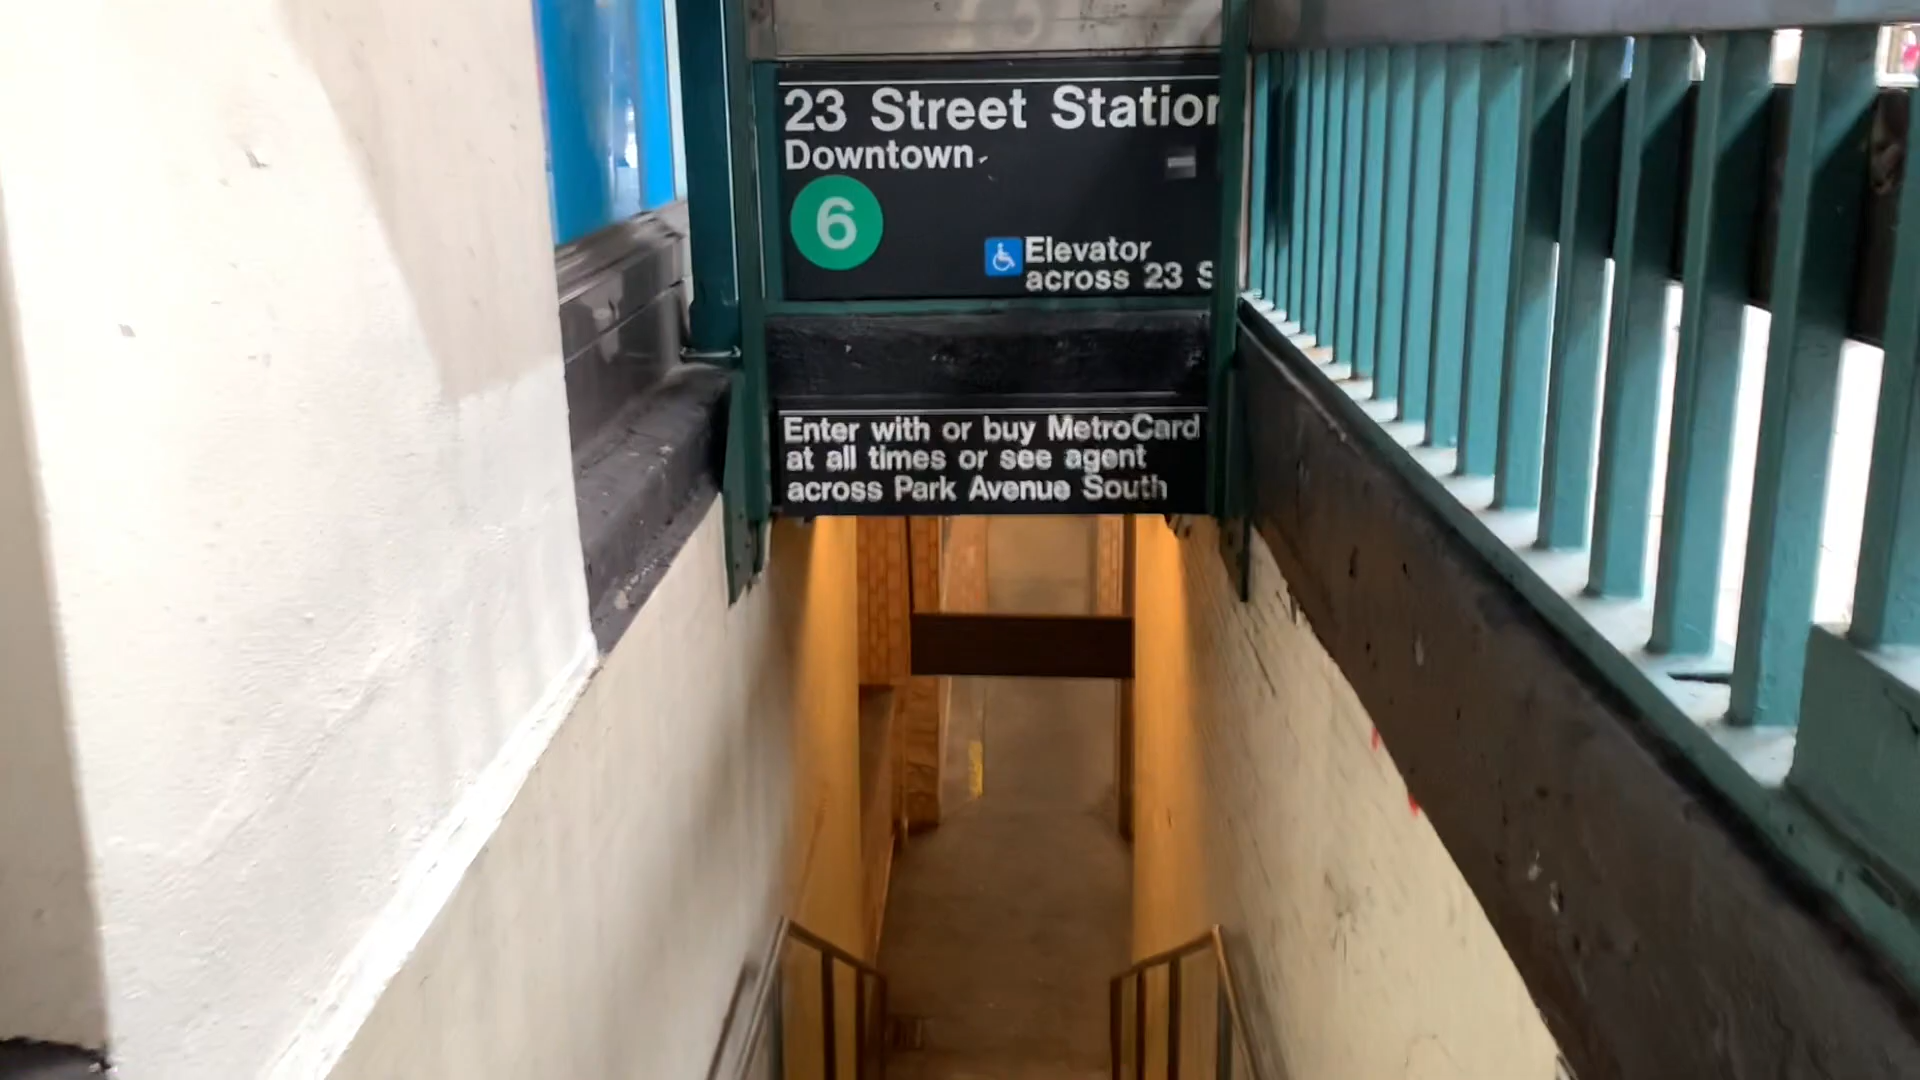 23 Street Station
Downtown
6
Elevator
across 23 S
Enter with or buy MetroCard
at all times or see agent
across Park Avenue South